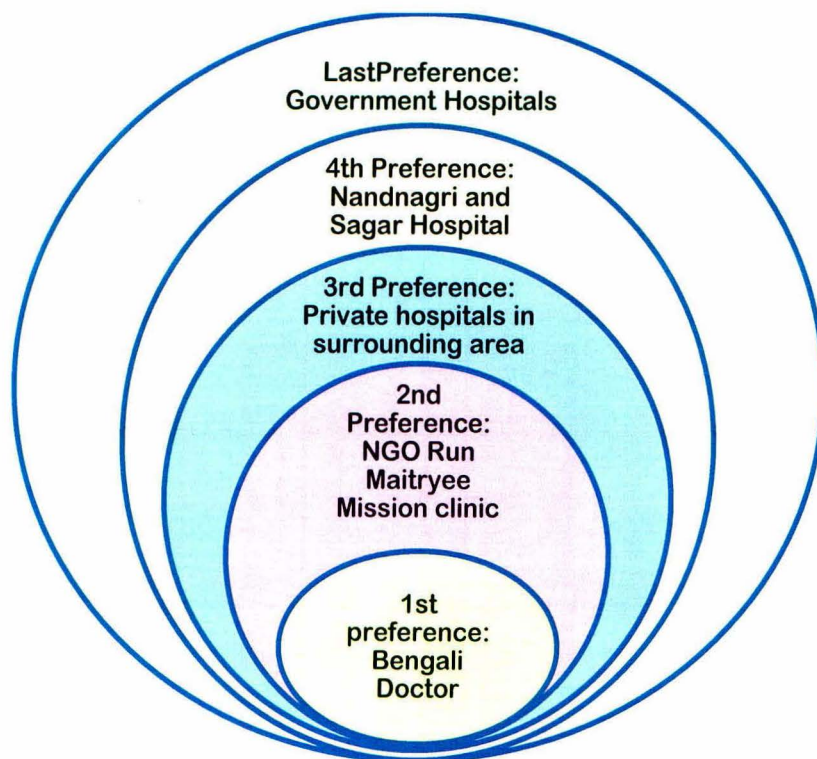 LastPreference:
Government Hospitals
4th Preference:
Nandnagri and
Sagar Hospital
3rd Preference:
Private hospitals in
surrounding area
2nd
Preference:
NGO Run
Maitryee
Mission clinic
1st
preference:
Bengali
Doctor